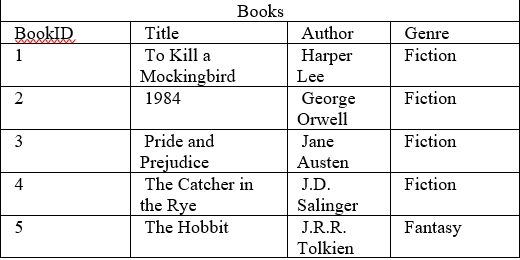 Books
BookID Title Author Genre
1 To Kill a Harper Fiction
Mockingbird Lee
2 1984 George Fiction
Orwell
3 Pride and Jane Fiction
Prejudice Austen
4 The Catcher in J.D. Fiction
the Rye Salinger
5 The Hobbit J.R.R. Fantasy
Tolkien